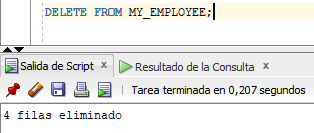 DELETE FROM MY_EMPLOYEE;
Salida de Script x Resultado de la Consulta x
Tarea terminada en 0,207 segundos
4 filas eliminado